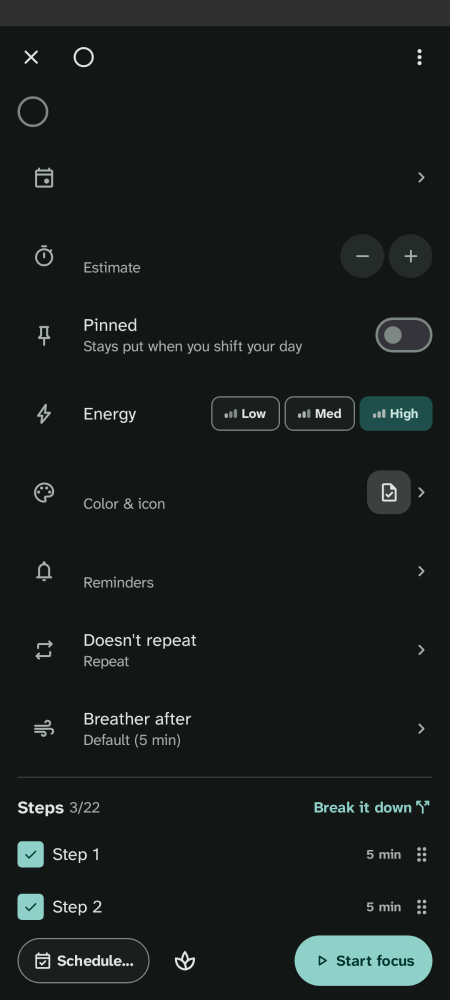 Estimate
Pinned
Stays put when you shift your day
Energy
Low
Med
High
Color & icon
Reminders
Doesn't repeat
Repeat
Breather after
Default (5 min)
Steps 3/22
Break it down
Step 1
5 min
Step 2
5 min
Schedule...
Start focus